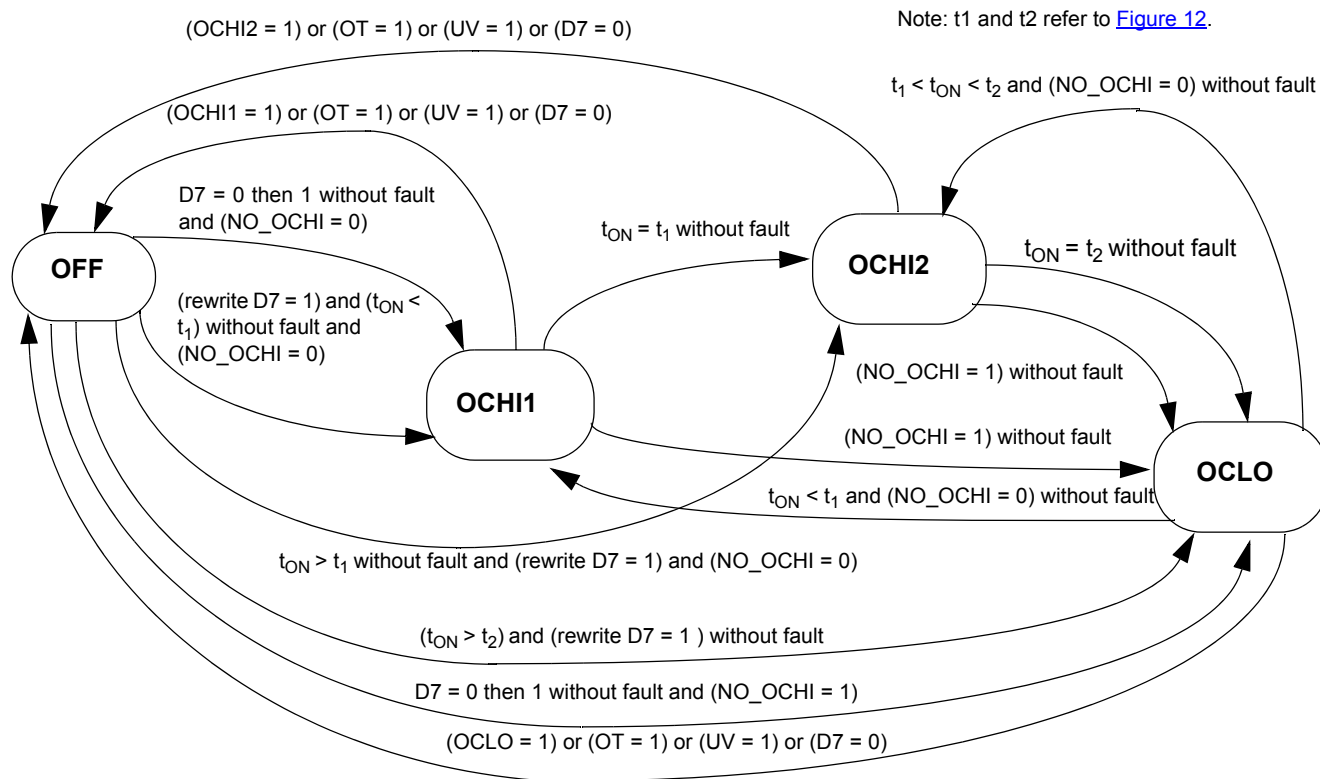 Note: t1 and t2 refer to Figure 12.
(OCHI2 = 1) or (OT = 1) or (UV = 1) or (D7 = 0)
t1 < tON < t2 and (NO_OCHI = 0) without fault
(OCHI1 = 1) or (OT = 1) or (UV = 1) or (D7 = 0)
D7 = 0 then 1 without fault
and (NO_OCHI = 0)
tON = t1 without fault
OFF
OCHI2
tON = t2 without fault
(rewrite D7 = 1) and (tON <
t1) without fault and
(NO_OCHI = 0)
(NO_OCHI = 1) without fault
OCHI1
(NO_OCHI = 1) without fault
OCLO
tON < t1 and (NO_OCHI = 0) without fault
tON > t1 without fault and (rewrite D7 = 1) and (NO_OCHI = 0)
(tON > t2) and (rewrite D7 = 1 ) without fault
D7 = 0 then 1 without fault and (NO_OCHI = 1)
(OCLO = 1) or (OT = 1) or (UV = 1) or (D7 = 0)